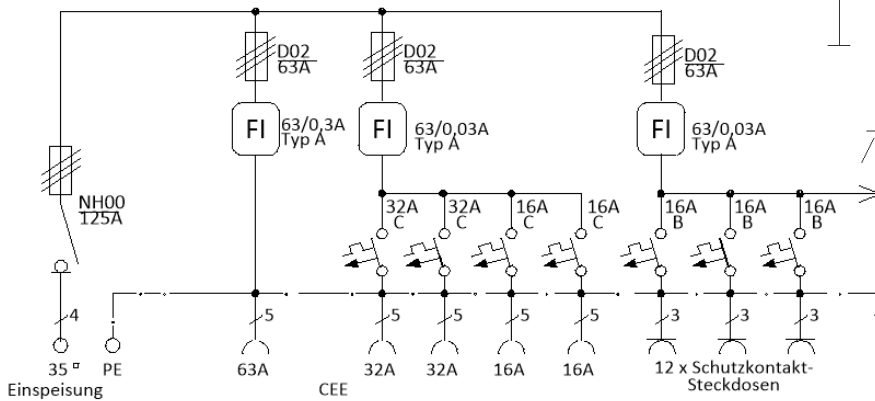 D02
63A
D02
63A
D02
63A
FI
63/0,3A
Typ A
FI
63/0,03A
Typ A
FI
63/0,03A
Typ A
NH00
125A
32A
C
32A
C
16A
C
16A
C
16A
B
16A
B
16A
B
4
5
5
5
5
5
3
3
3
35 ¤
PE
63A
32A
32A
16A
16A
12 x Schutzkontakt-
Steckdosen
Einspeisung
CEE